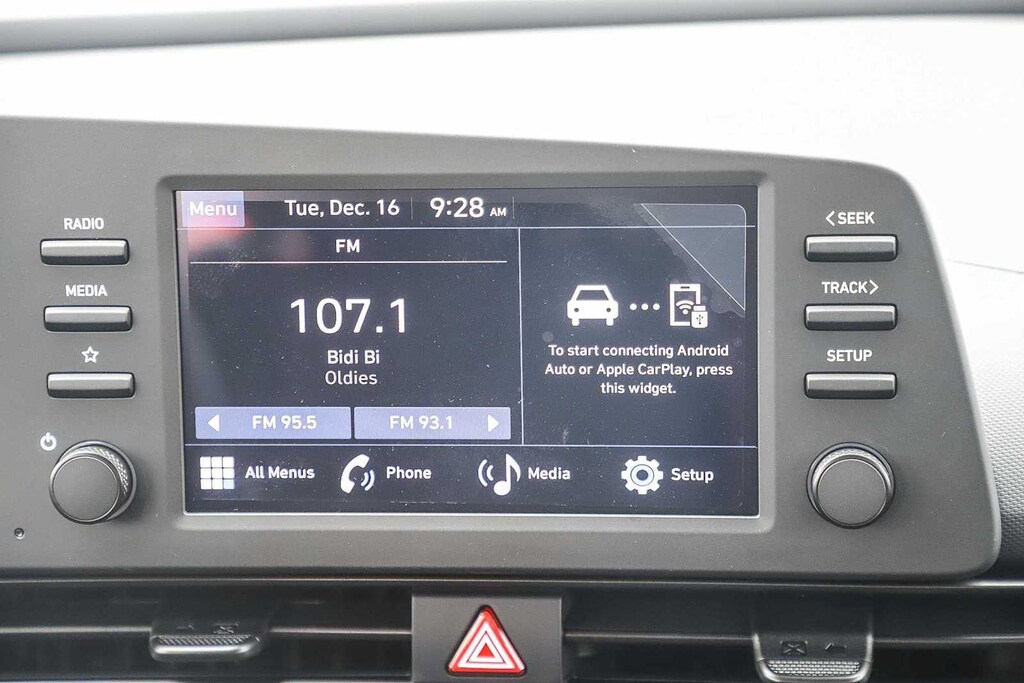 RADIO
MEDIA
Menu
Tue, Dec. 16
9:28 AM
FM
107.1
Bidi Bi
Oldies
FM 95.5
FM 93.1
To start connecting Android
Auto or Apple CarPlay, press
this widget.
All Menus
Phone
Media
Setup
<SEEK
TRACK>
SETUP